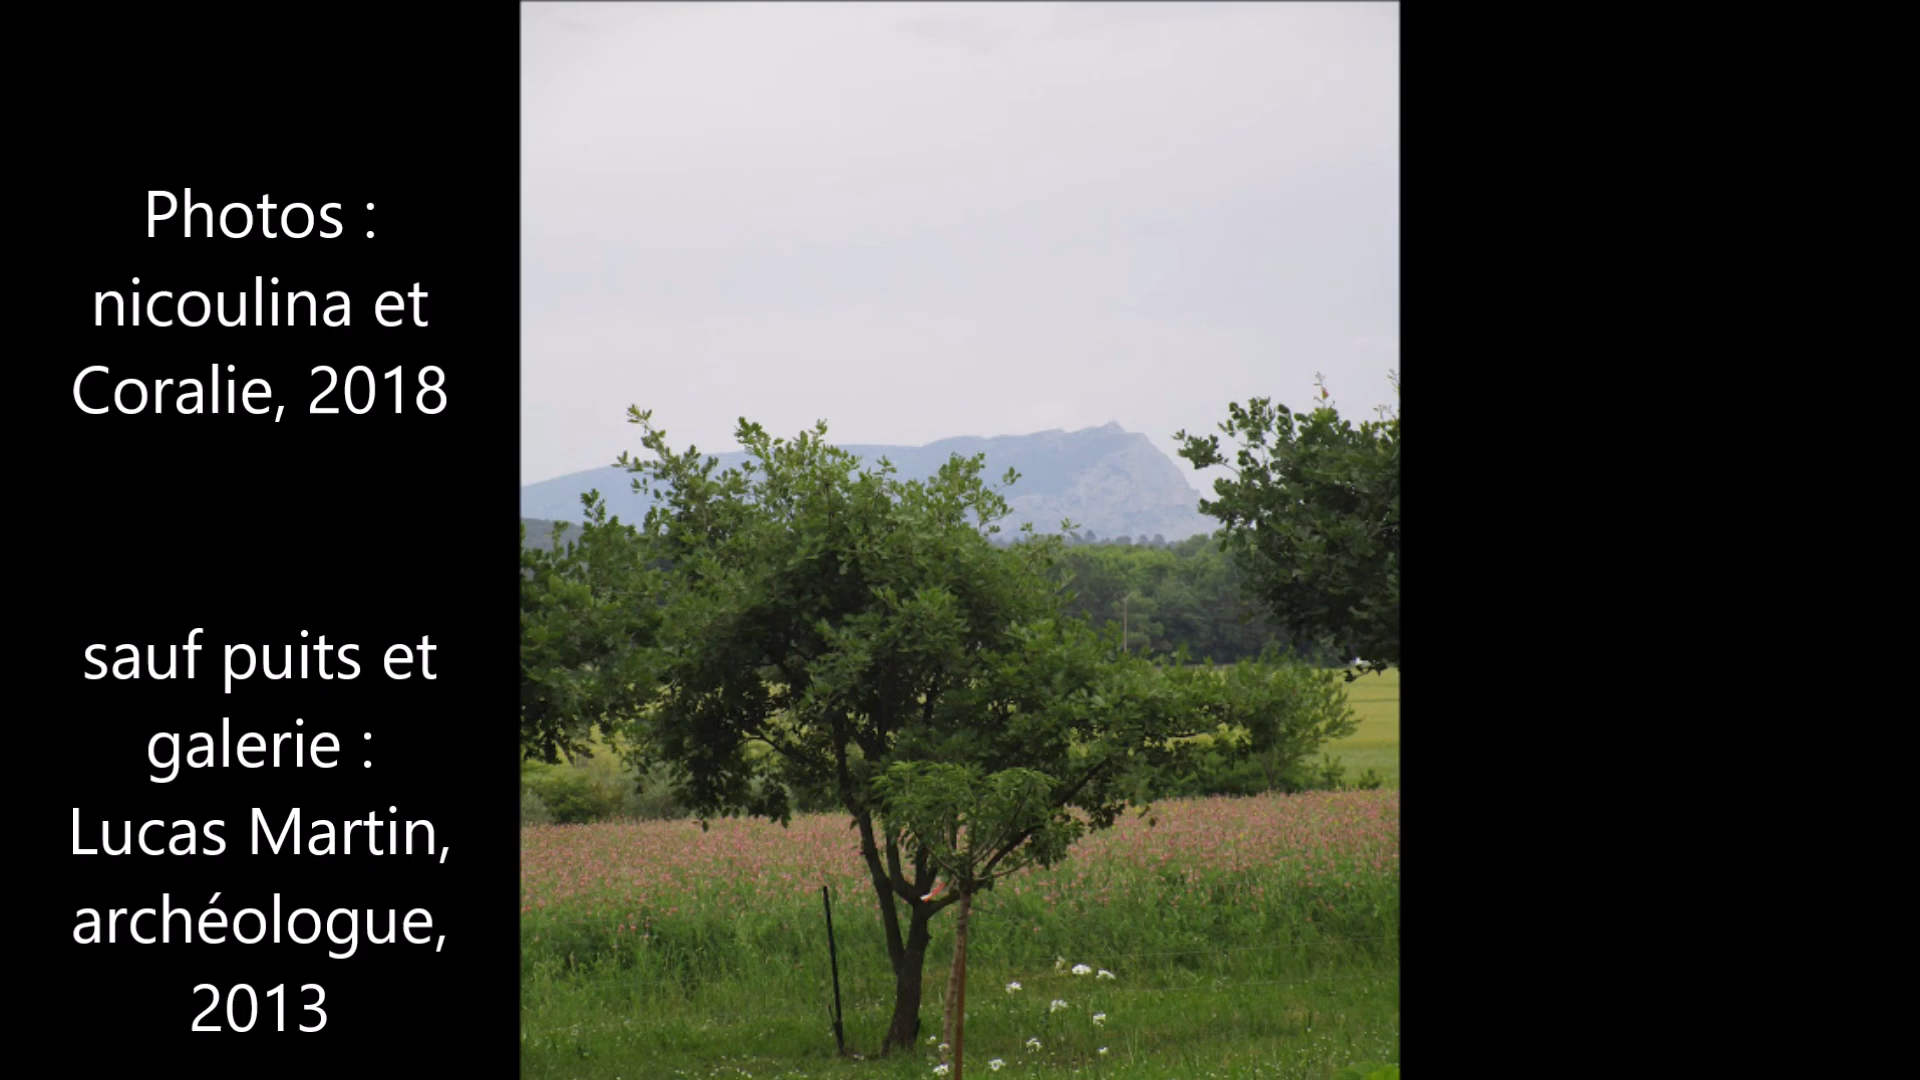 Photos :
nicoulina et
Coralie, 2018
sauf puits et
galerie :
Lucas Martin,
archéologue,
2013